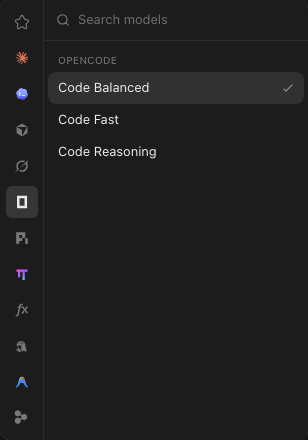 Search models
OPENCODE
Code Balanced
Code Fast
Code Reasoning